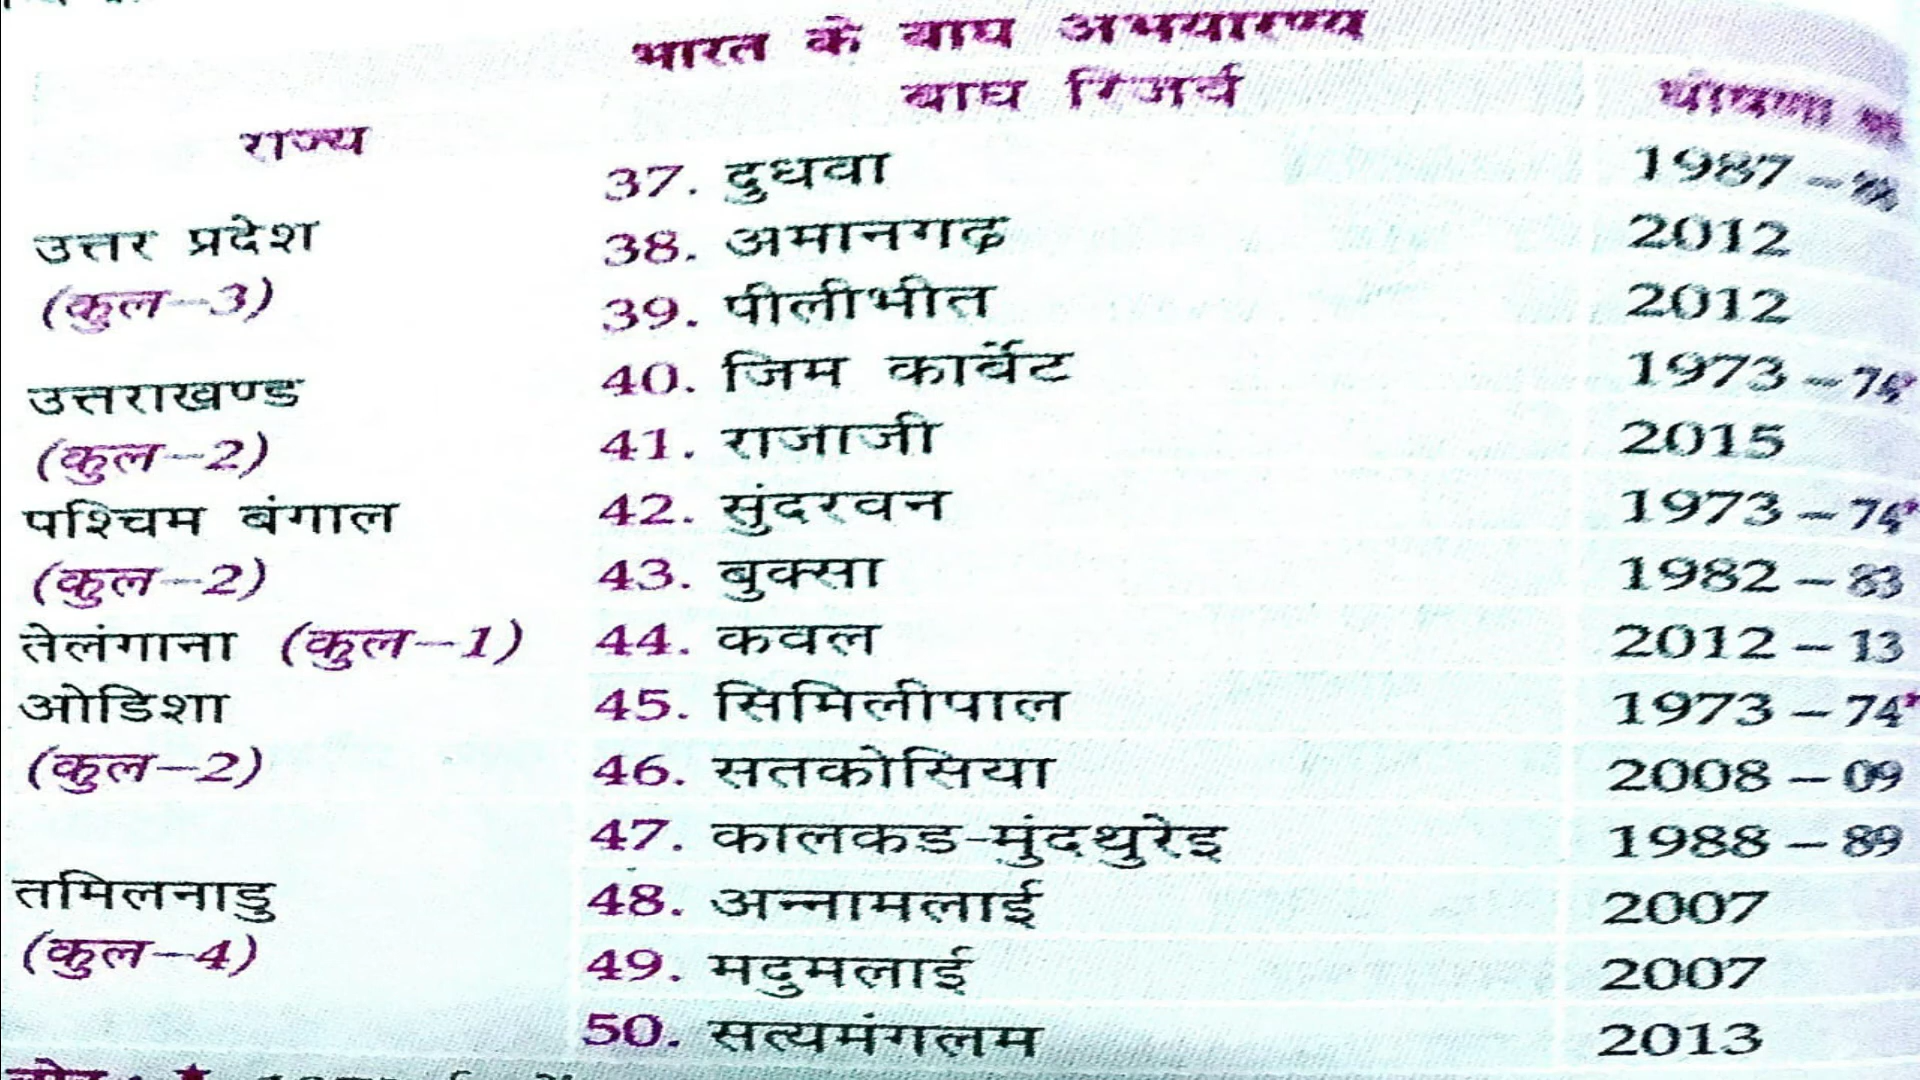 भारत के बाघ अभयारण्य
राज्य बाघ रिजर्व घोषणा
37. दुधवा 1987 –
उत्तर प्रदेश 38. अमानगढ़ 2012
(कुल–3) 39. पीलीभीत 2012
उत्तराखण्ड 40. जिम कार्बेट 1973 – 74*
(कुल–2) 41. राजाजी 2015
पश्चिम बंगाल 42. सुंदरवन 1973 – 74*
(कुल–2) 43. बुक्सा 1982 – 83
तेलंगाना (कुल–1) 44. कवल 2012 – 13
ओडिशा 45. सिमिलीपाल 1973 – 74*
(कुल–2) 46. सतकोसिया 2008 – 09
47. कालकड-मुंदथुरेइ 1988 – 89
तमिलनाडु 48. अन्नामलाई 2007
(कुल–4) 49. मदुमलाई 2007
50. सत्यमंगलम 2013